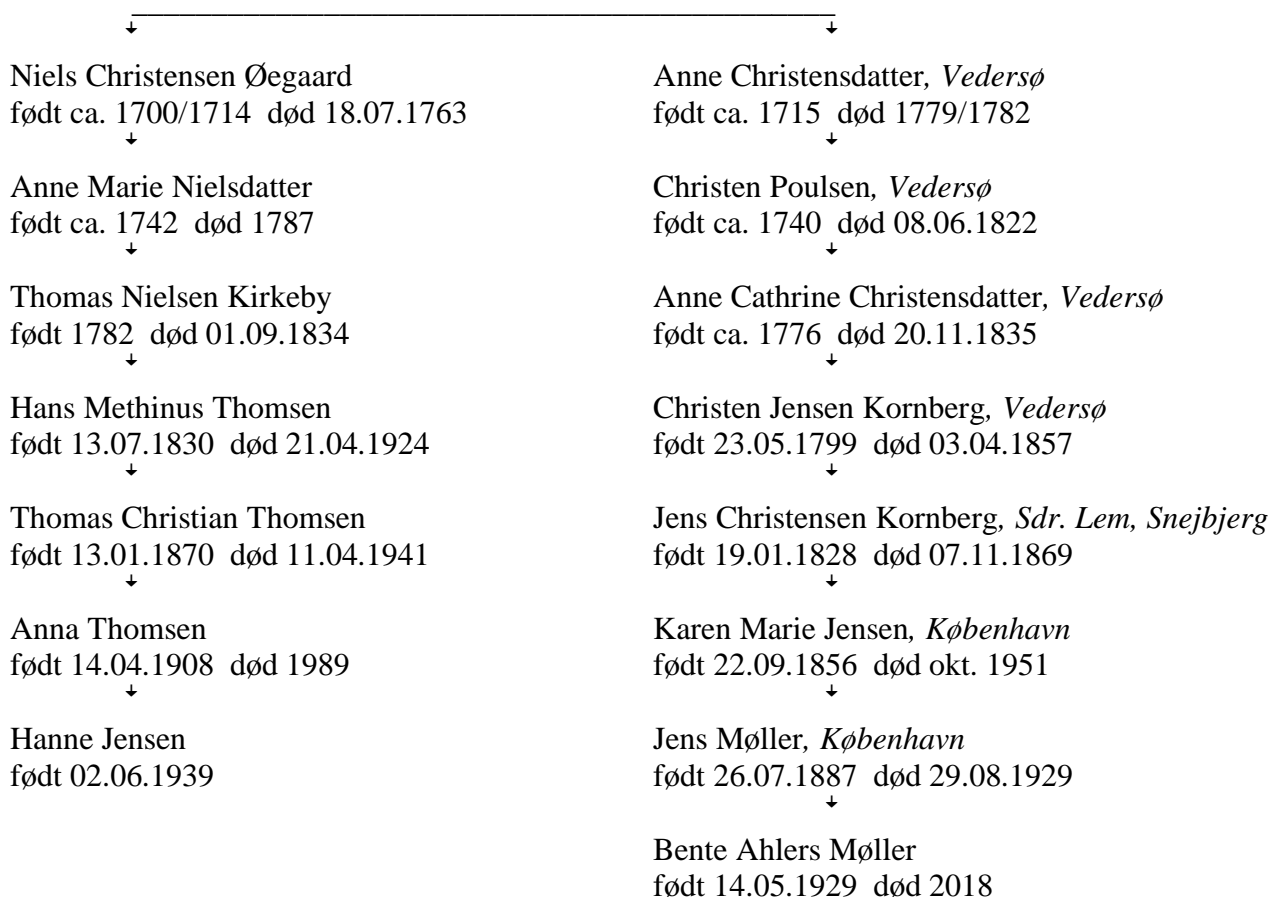 Niels Christensen Øegaard
født ca. 1700/1714 død 18.07.1763
Anne Marie Nielsdatter
født ca. 1742 død 1787
Thomas Nielsen Kirkeby
født 1782 død 01.09.1834
Hans Methinus Thomsen
født 13.07.1830 død 21.04.1924
Thomas Christian Thomsen
født 13.01.1870 død 11.04.1941
Anna Thomsen
født 14.04.1908 død 1989
Hanne Jensen
født 02.06.1939
Anne Christensdatter, Vedersø
født ca. 1715 død 1779/1782
Christen Poulsen, Vedersø
født ca. 1740 død 08.06.1822
Anne Cathrine Christensdatter, Vedersø
født ca. 1776 død 20.11.1835
Christen Jensen Kornberg, Vedersø
født 23.05.1799 død 03.04.1857
Jens Christensen Kornberg, Sdr. Lem, Snejbjerg
født 19.01.1828 død 07.11.1869
Karen Marie Jensen, København
født 22.09.1856 død okt. 1951
Jens Møller, København
født 26.07.1887 død 29.08.1929
Bente Ahlers Møller
født 14.05.1929 død 2018